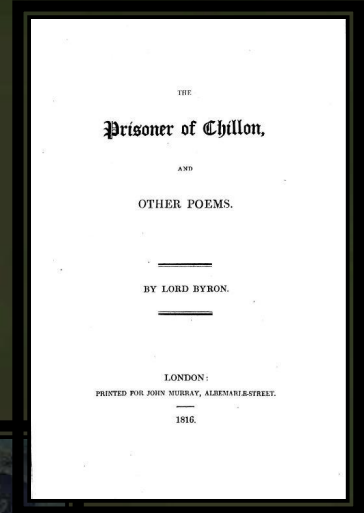 THE
Prisoner of Chillon,
AND
OTHER POEMS.
BY LORD BYRON.
LONDON:
PRINTED FOR JOHN MURRAY, ALBEMARLE-STREET.
1816.